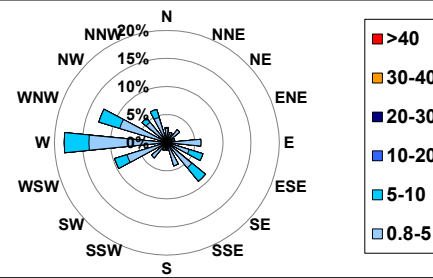 N
NNE
NE
ENE
E
ESE
SE
SSE
S
SSW
SW
WSW
W
WNW
NW
NNW
20%
15%
10%
5%
0%
>40
30-40
20-30
10-20
5-10
0.8-5